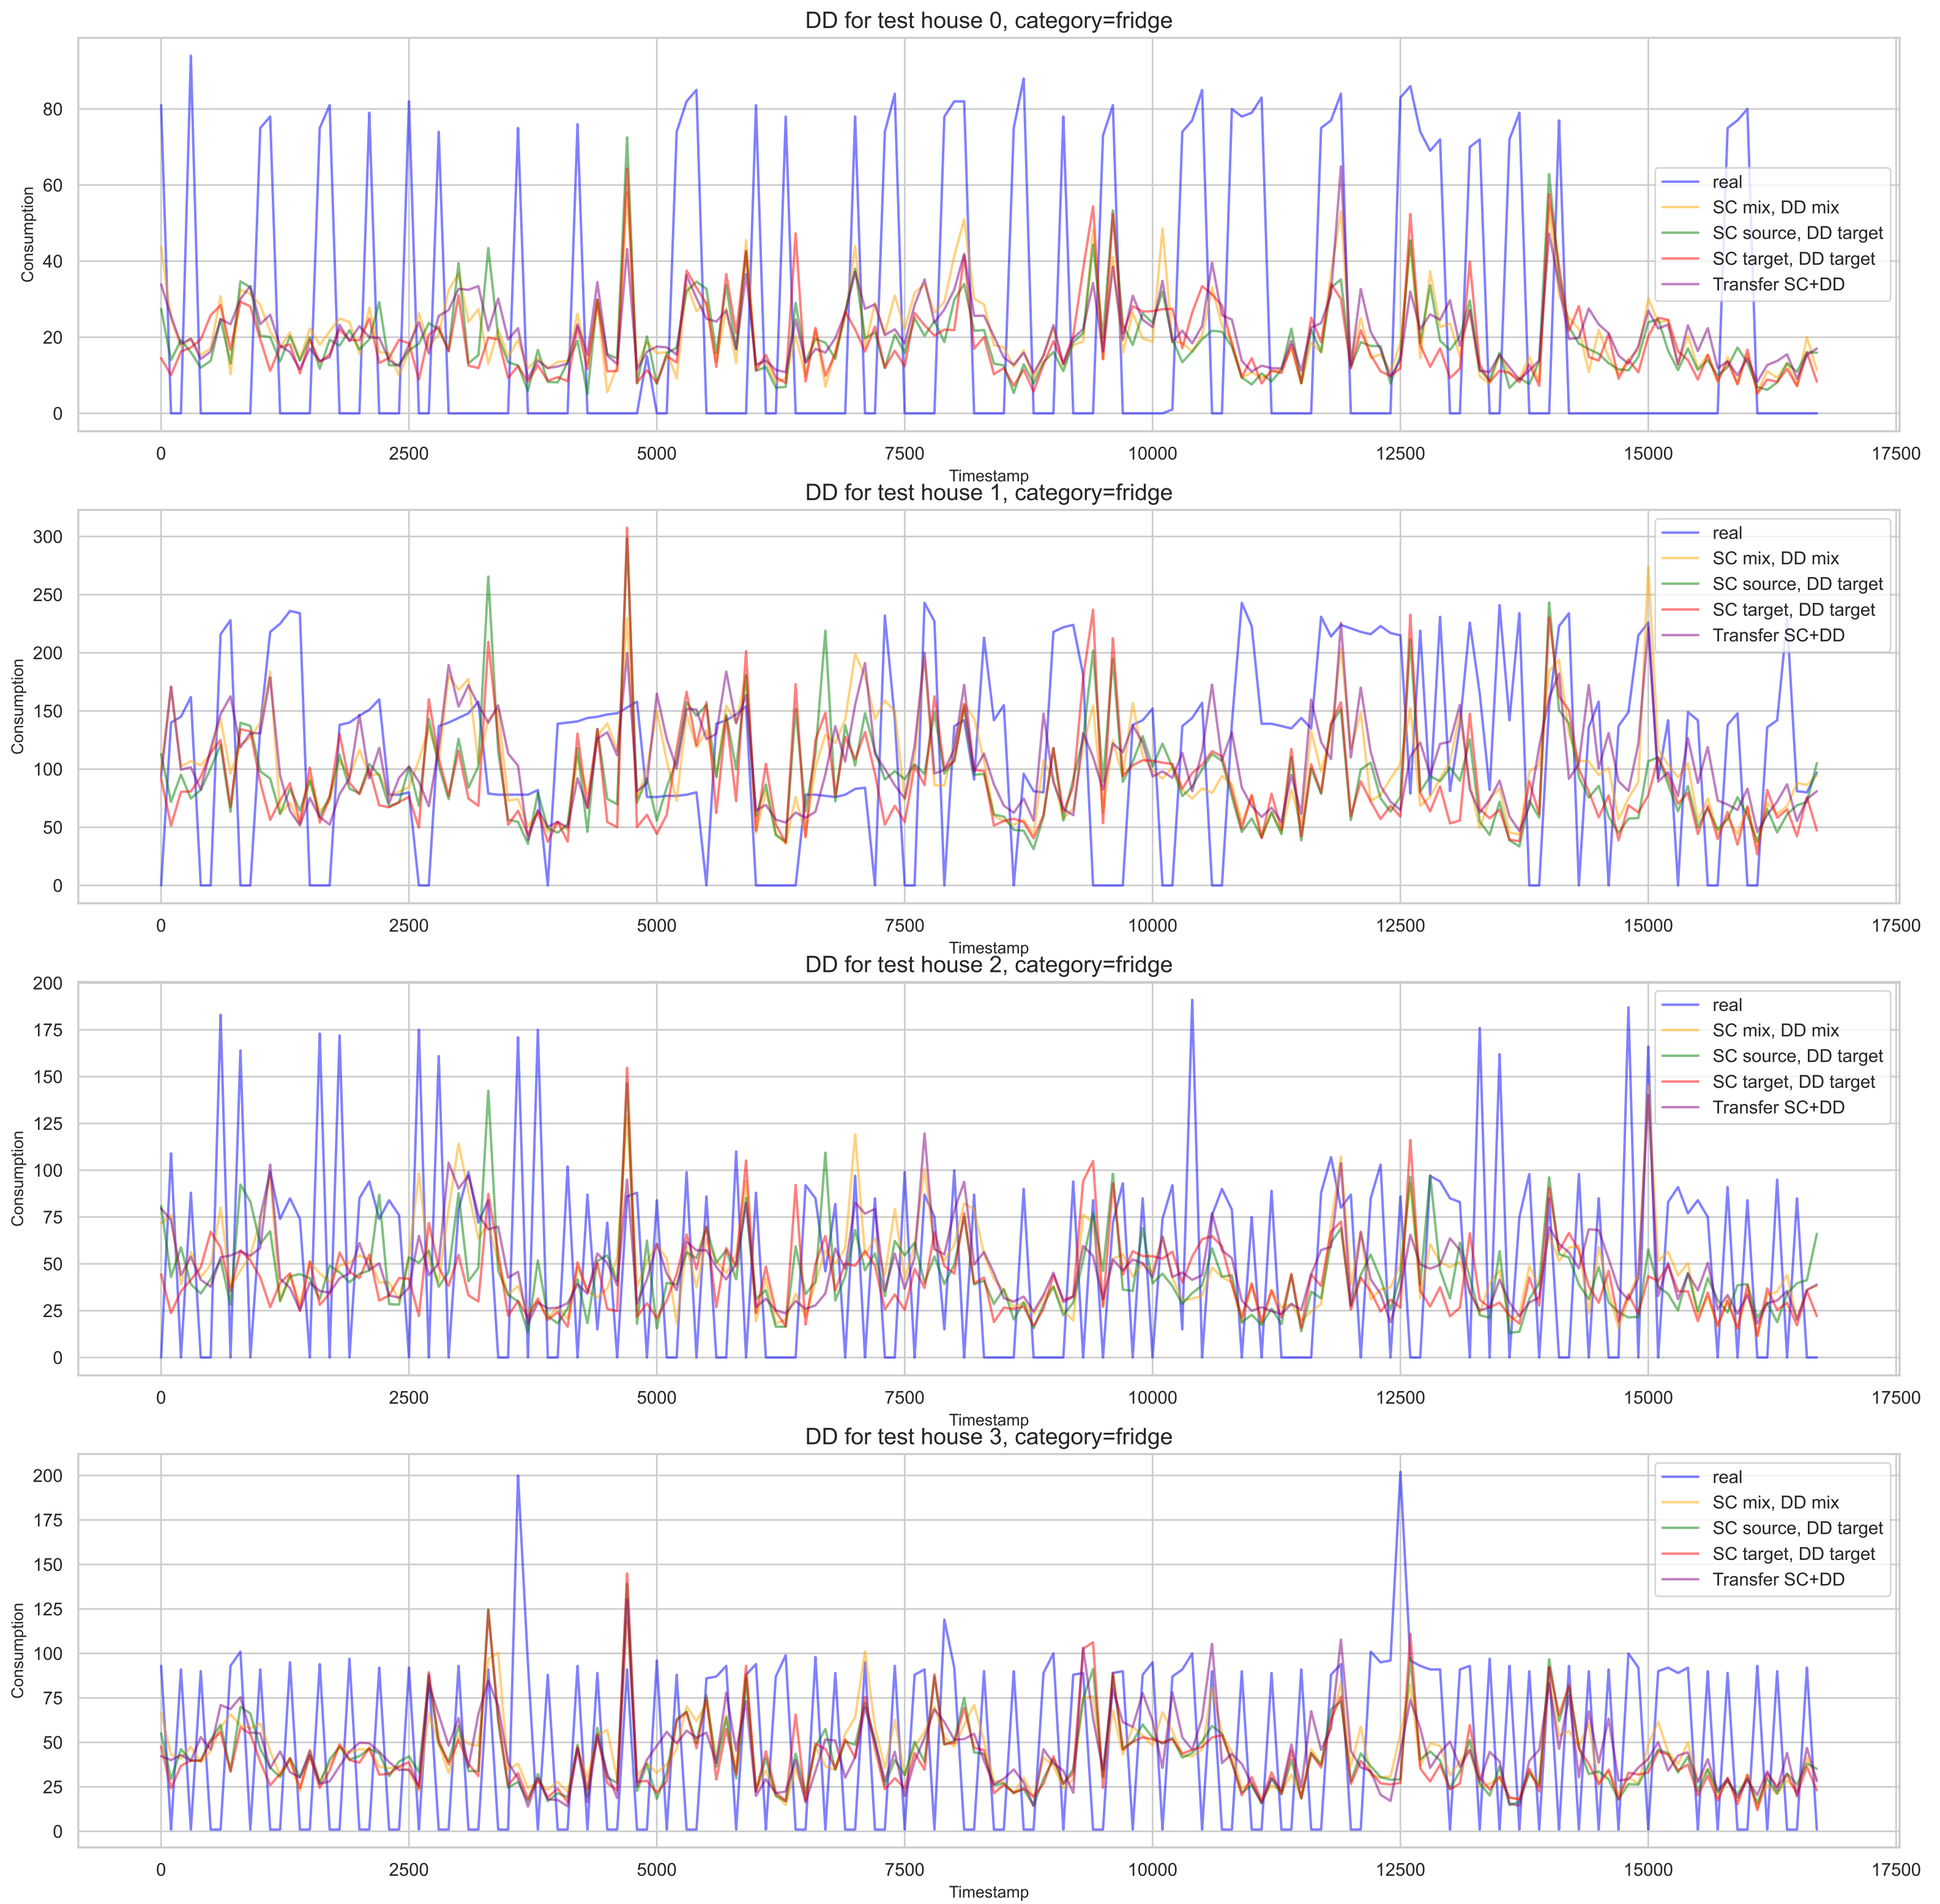 DD for test house 0, category=fridge
Consumption
80
60
40
20
0
real
SC mix, DD mix
SC source, DD target
SC target, DD target
Transfer SC+DD
0 2500 5000 7500 10000 12500 15000 17500
Timestamp
DD for test house 1, category=fridge
Consumption
300
250
200
150
100
50
0
real
SC mix, DD mix
SC source, DD target
SC target, DD target
Transfer SC+DD
0 2500 5000 7500 10000 12500 15000 17500
Timestamp
DD for test house 2, category=fridge
Consumption
200
175
150
125
100
75
50
25
0
real
SC mix, DD mix
SC source, DD target
SC target, DD target
Transfer SC+DD
0 2500 5000 7500 10000 12500 15000 17500
Timestamp
DD for test house 3, category=fridge
Consumption
200
175
150
125
100
75
50
25
0
real
SC mix, DD mix
SC source, DD target
SC target, DD target
Transfer SC+DD
0 2500 5000 7500 10000 12500 15000 17500
Timestamp